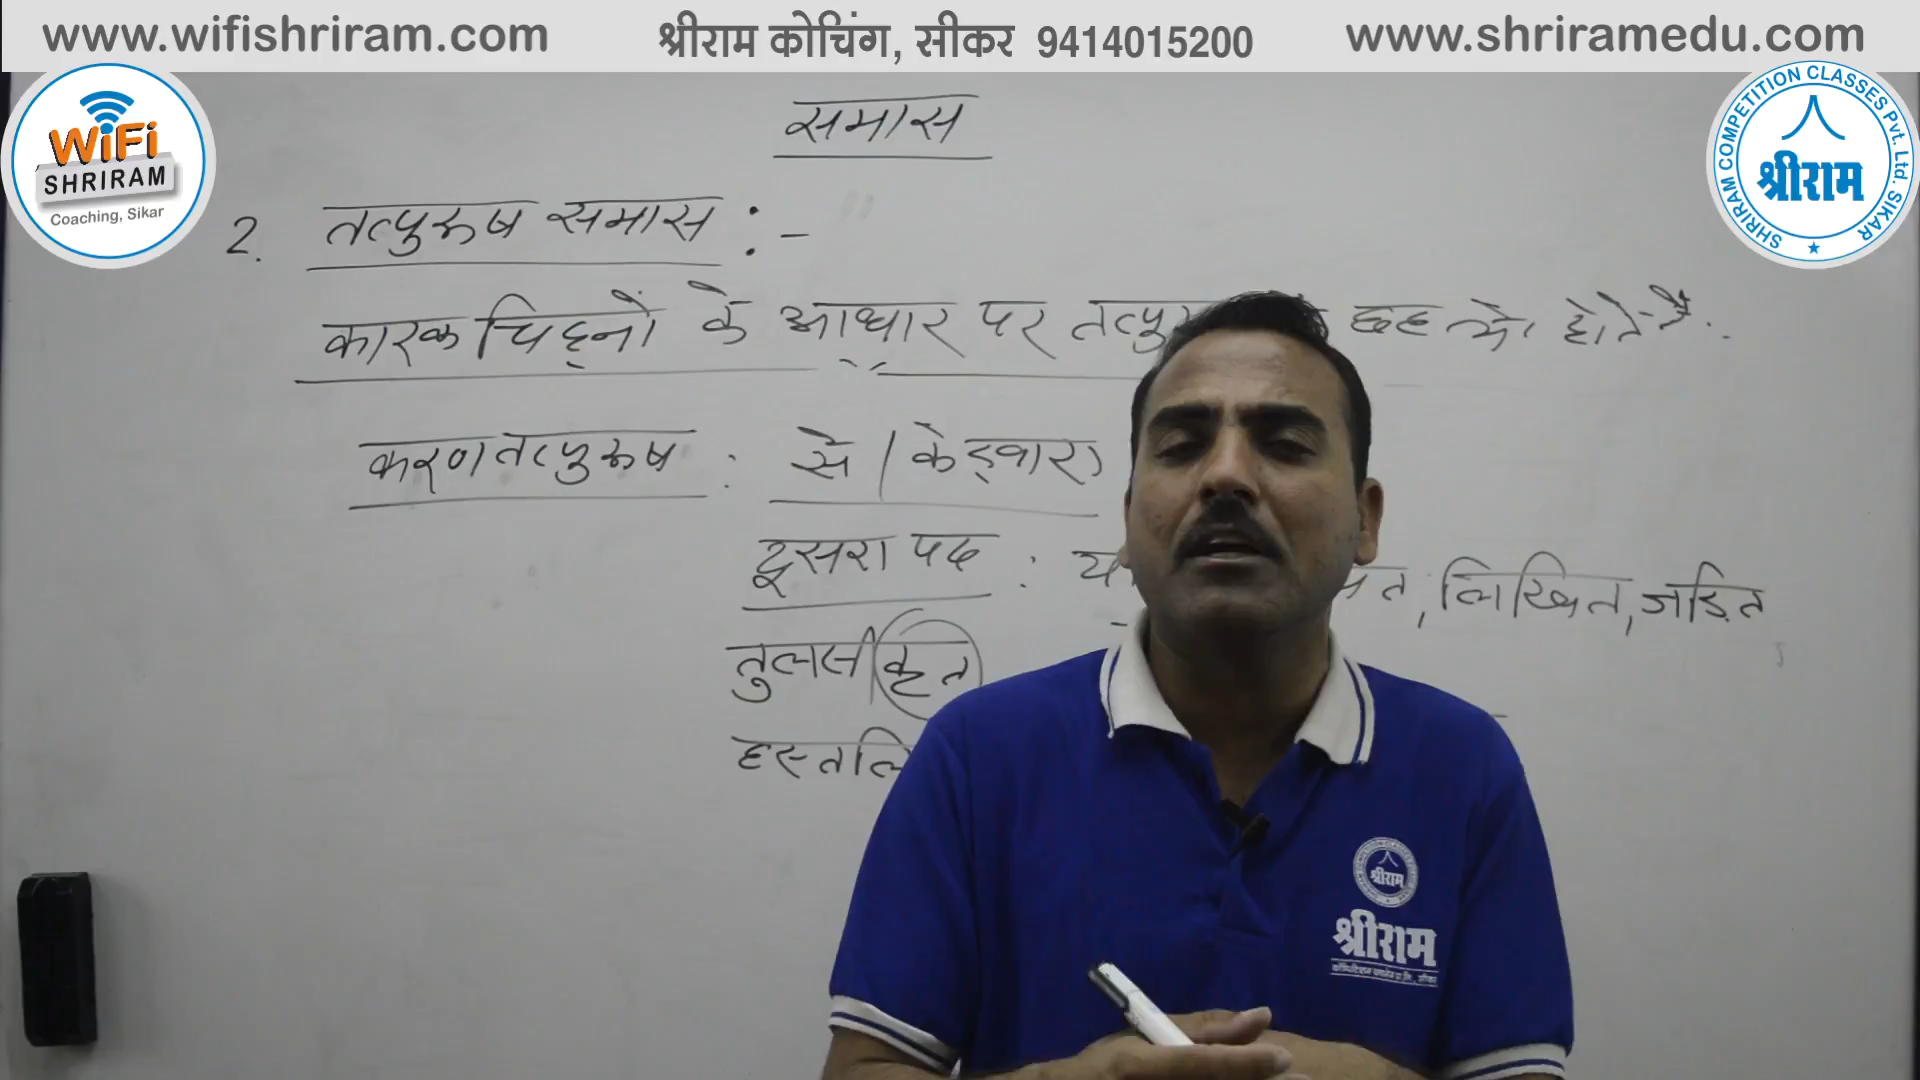 www.wifishriram.com श्रीराम कोचिंग, सीकर 9414015200 www.shriramedu.com
WiFi
SHRIRAM
Coaching, Sikar
SHRIRAM COMPETITION CLASSES Pvt. Ltd. SIKAR
श्रीराम
समास
2. तत्पुरुष समास :-
कारक चिह्नों के आधार पर छह होते हैं
करण तत्पुरुष : से / के द्वारा
दूसरा पद : , लिखित, जड़ित
तुलसीकृत
श्रीराम
श्रीराम